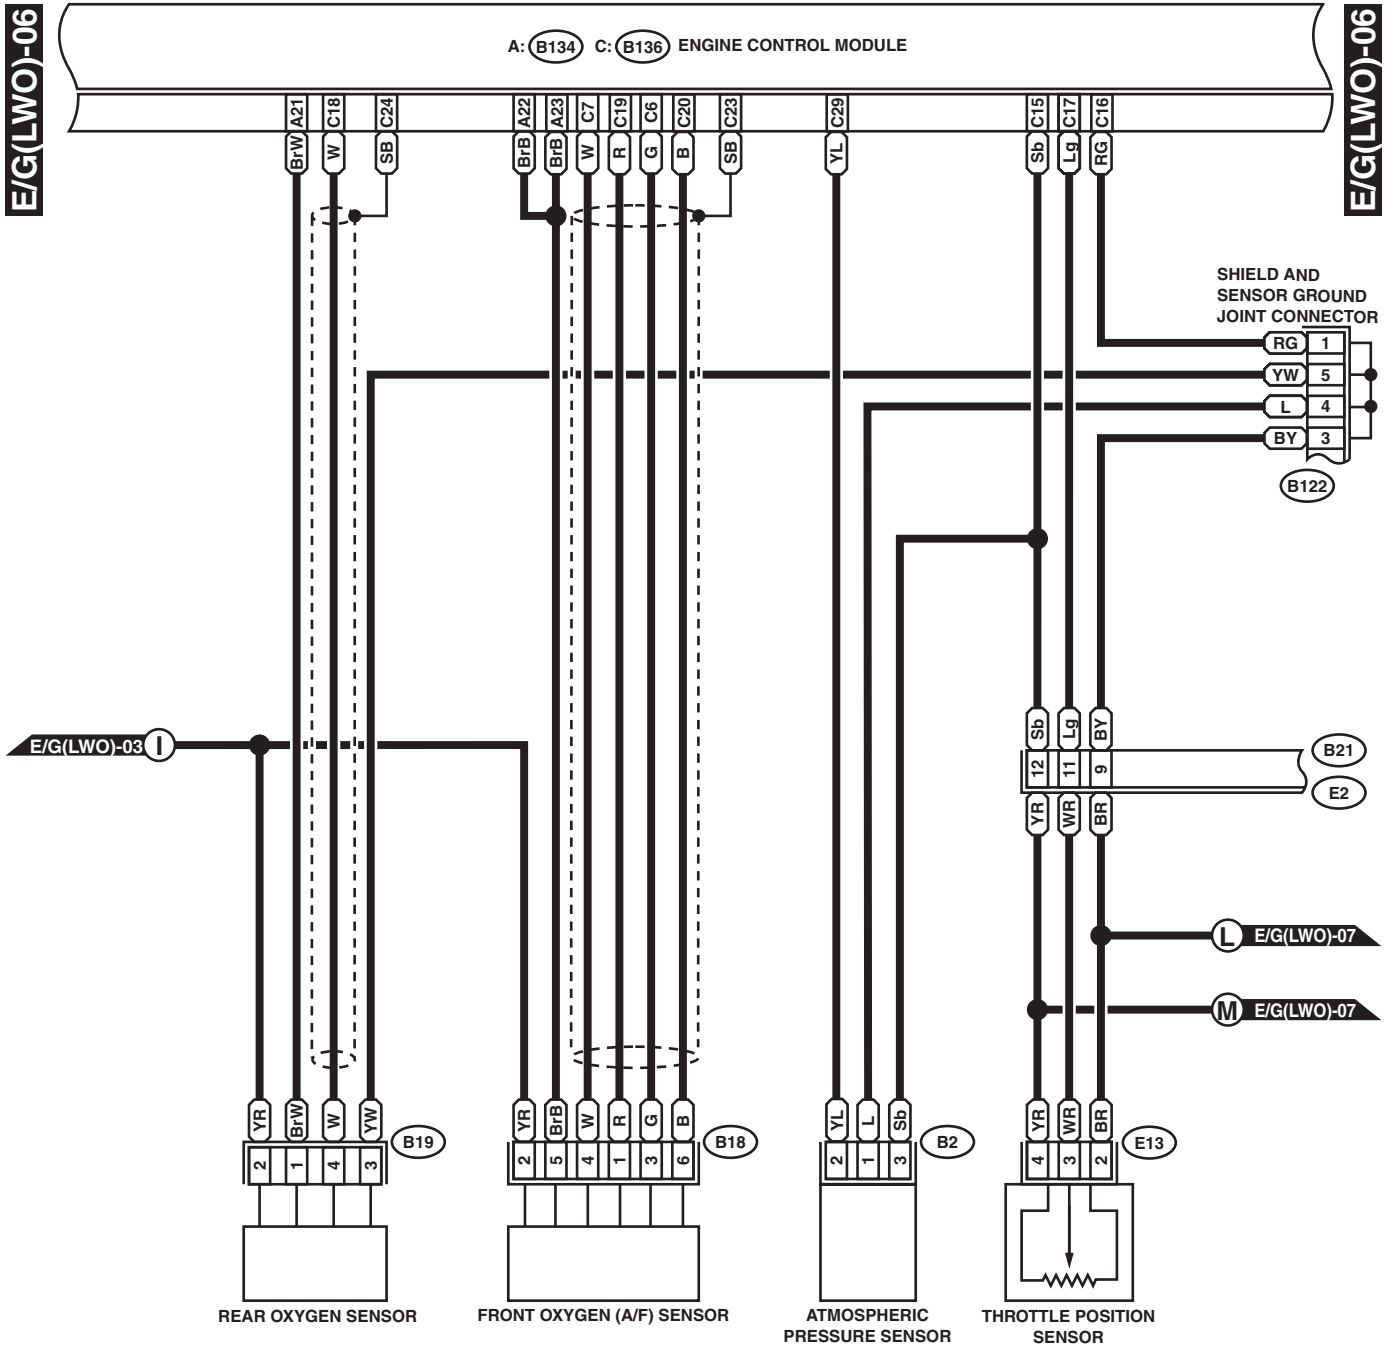 E/G(LWO)-06
E/G(LWO)-06
A: B134 C: B136 ENGINE CONTROL MODULE
A21 C18 C24 A22 A23 C7 C19 C6 C20 C23 C29 C15 C17 C16
BrW W SB BrB BrB W R G B SB YL Sb Lg RG
SHIELD AND
SENSOR GROUND
JOINT CONNECTOR
RG 1
YW 5
L 4
BY 3
B122
Sb Lg BY
E/G(LWO)-03 I
12 11 9 B21
E2
YR WR BR
L E/G(LWO)-07
M E/G(LWO)-07
YR BrW W YW YR BrB W R G B YL L Sb YR WR BR
B19 B18 B2 E13
2 1 4 3 2 5 4 1 3 6 2 1 3 4 3 2
REAR OXYGEN SENSOR
FRONT OXYGEN (A/F) SENSOR
ATMOSPHERIC
PRESSURE SENSOR
THROTTLE POSITION
SENSOR